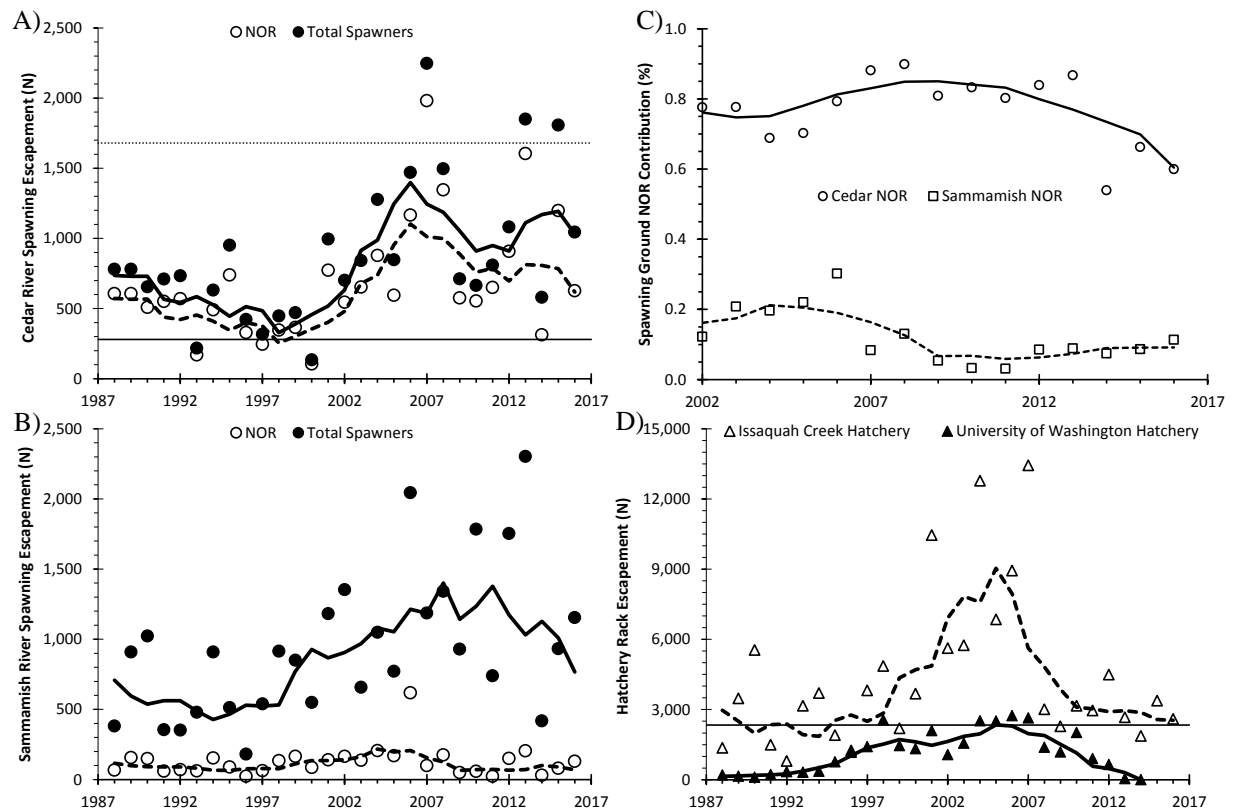 A)
NOR Total Spawners
Cedar River Spawning Escapement (N)
2,500
2,000
1,500
1,000
500
0
1987 1992 1997 2002 2007 2012 2017
B)
NOR Total Spawners
Sammamish River Spawning Escapement (N)
2,500
2,000
1,500
1,000
500
0
1987 1992 1997 2002 2007 2012 2017
C)
Spawning Ground NOR Contribution (%)
1.0
0.8
0.6
Cedar NOR Sammamish NOR
0.4
0.2
0.0
2002 2007 2012 2017
D)
Issaquah Creek Hatchery University of Washington Hatchery
Hatchery Rack Escapement (N)
15,000
12,000
9,000
6,000
3,000
0
1987 1992 1997 2002 2007 2012 2017